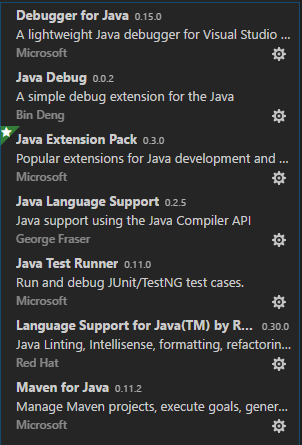 Debugger for Java 0.15.0
A lightweight Java debugger for Visual Studio ...
Microsoft
Java Debug 0.0.2
A simple debug extension for the Java
Bin Deng
Java Extension Pack 0.3.0
Popular extensions for Java development and ...
Microsoft
Java Language Support 0.2.5
Java support using the Java Compiler API
George Fraser
Java Test Runner 0.11.0
Run and debug JUnit/TestNG test cases.
Microsoft
Language Support for Java(TM) by R... 0.30.0
Java Linting, Intellisense, formatting, refactorin...
Red Hat
Maven for Java 0.11.2
Manage Maven projects, execute goals, gener...
Microsoft